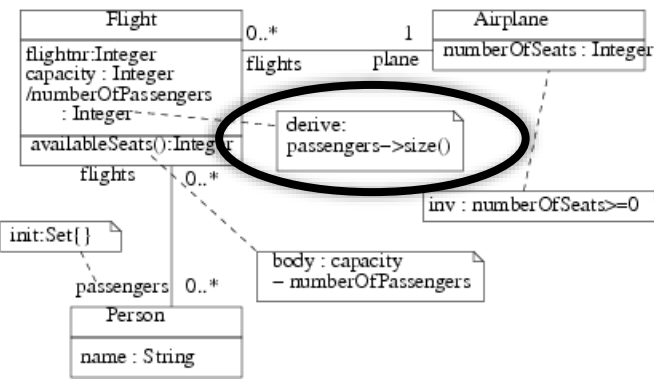 Flight
flightnr:Integer
capacity : Integer
/numberOfPassengers
: Integer
availableSeats():Integer
0..*
1
flights
plane
Airplane
numberOfSeats : Integer
derive:
passengers->size()
inv : numberOfSeats>=0
flights
0..*
init:Set{}
body : capacity
- numberOfPassengers
passengers
0..*
Person
name : String